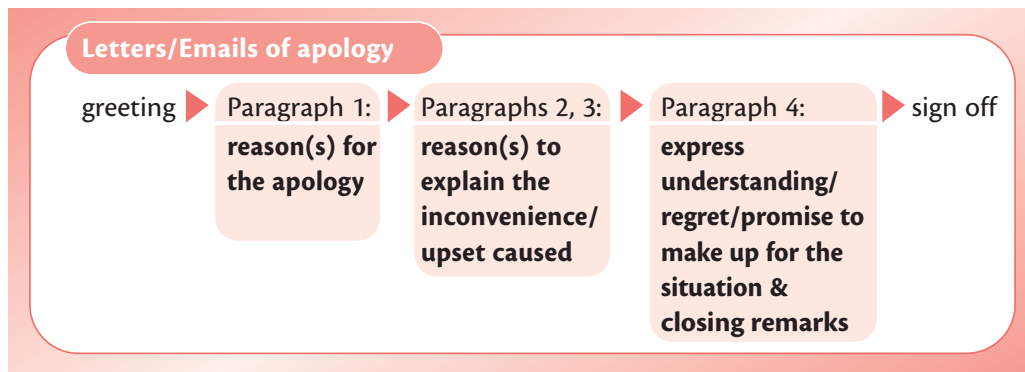 Letters/Emails of apology
greeting
Paragraph 1:
reason(s) for
the apology
Paragraphs 2, 3:
reason(s) to
explain the
inconvenience/
upset caused
Paragraph 4:
express
understanding/
regret/promise to
make up for the
situation &
closing remarks
sign off